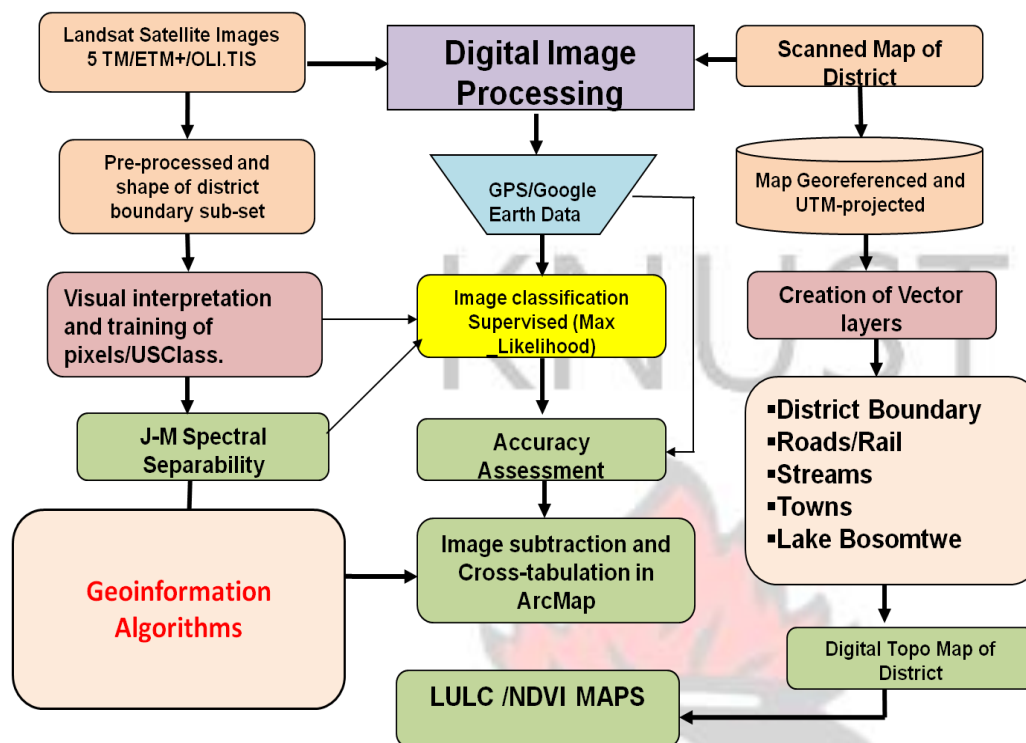 Landsat Satellite Images
5 TM/ETM+/OLI.TIS
Digital Image
Processing
Scanned Map of
District
Pre-processed and
shape of district
boundary sub-set
GPS/Google
Earth Data
Map Georeferenced and
UTM-projected
KNUST
Visual interpretation
and training of
pixels/USClass.
Image classification
Supervised (Max
_Likelihood)
Creation of Vector
layers
J-M Spectral
Separability
Accuracy
Assessment
▪District Boundary
▪Roads/Rail
▪Streams
▪Towns
▪Lake Bosomtwe
Geoinformation
Algorithms
Image subtraction and
Cross-tabulation in
ArcMap
Digital Topo Map of
District
LULC /NDVI MAPS